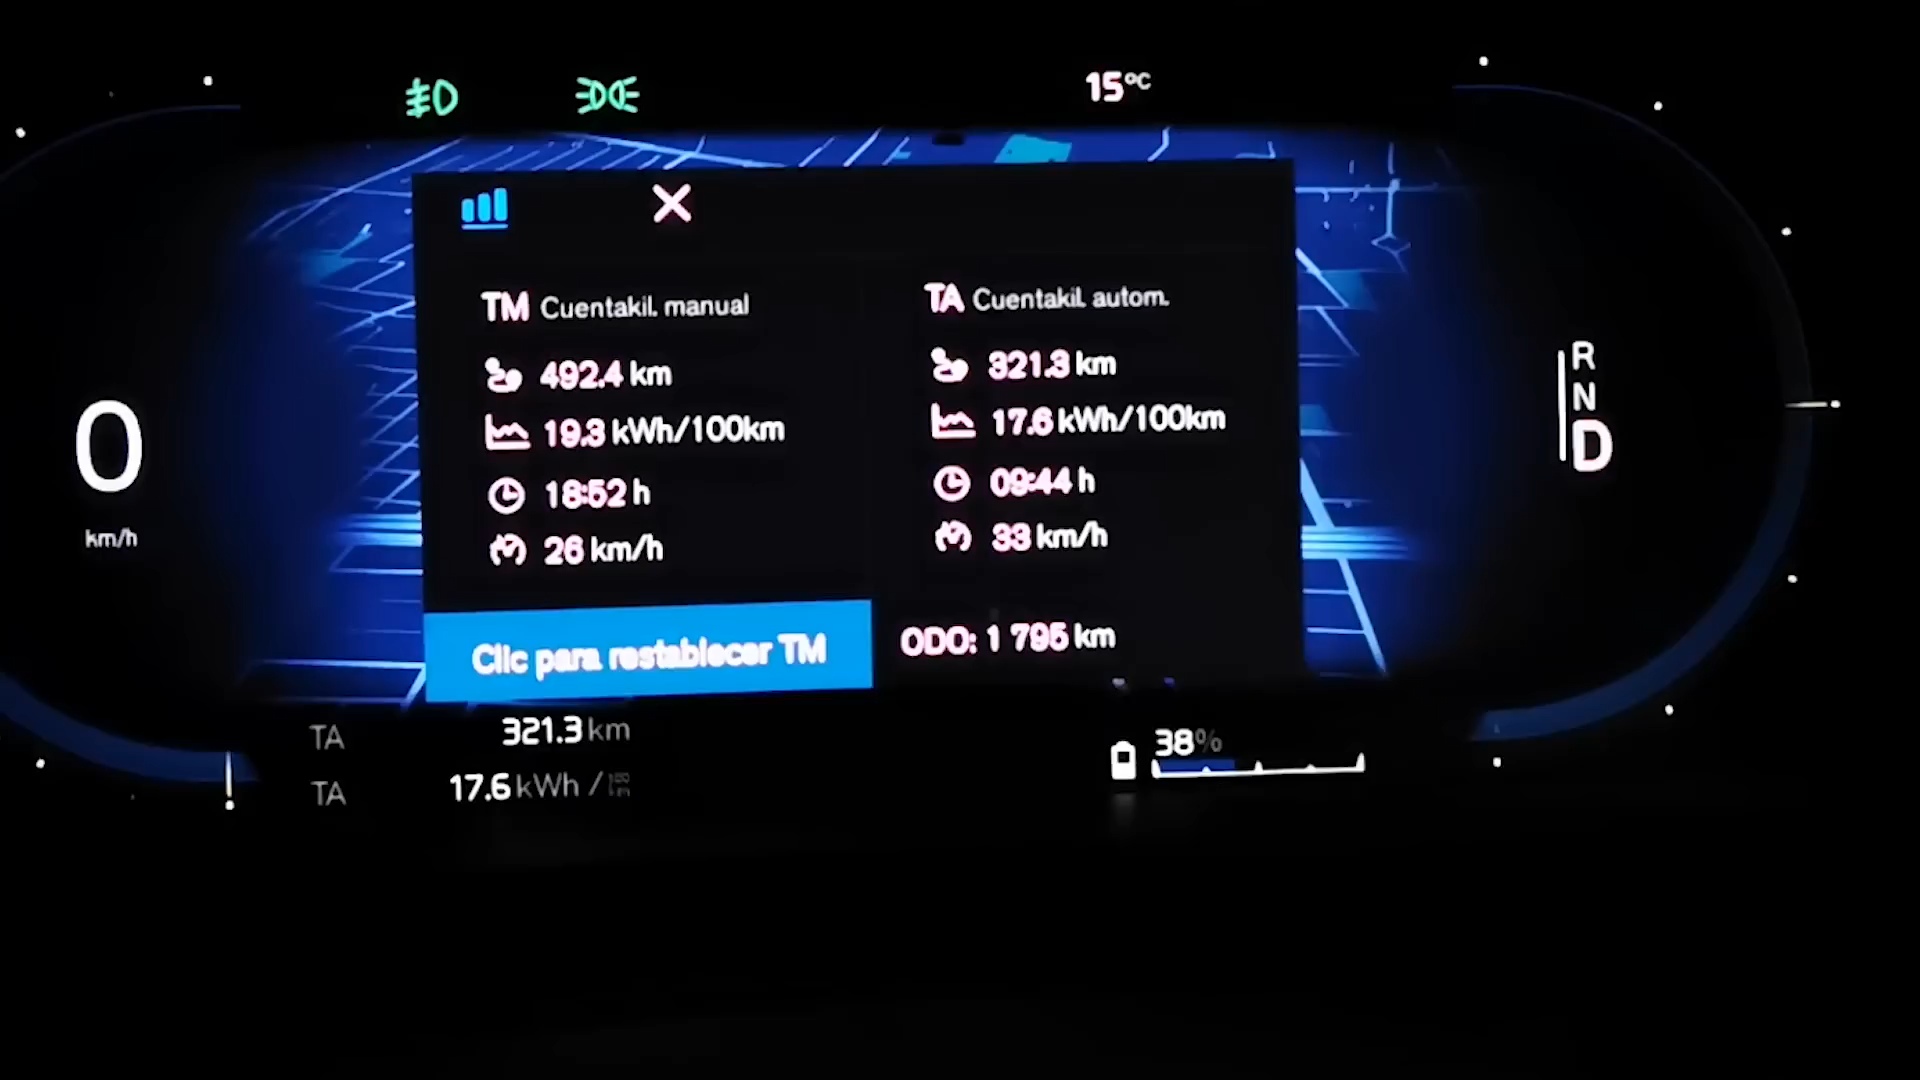 15°C
TM Cuentakil. manual
492.4 km
19.3 kWh/100km
18:52 h
26 km/h
TA Cuentakil. autom.
321.3 km
17.6 kWh/100km
09:44 h
33 km/h
0
km/h
R
N
D
Clic para restablecer TM
ODO: 1 795 km
TA 321.3 km
TA 17.6 kWh /
38%